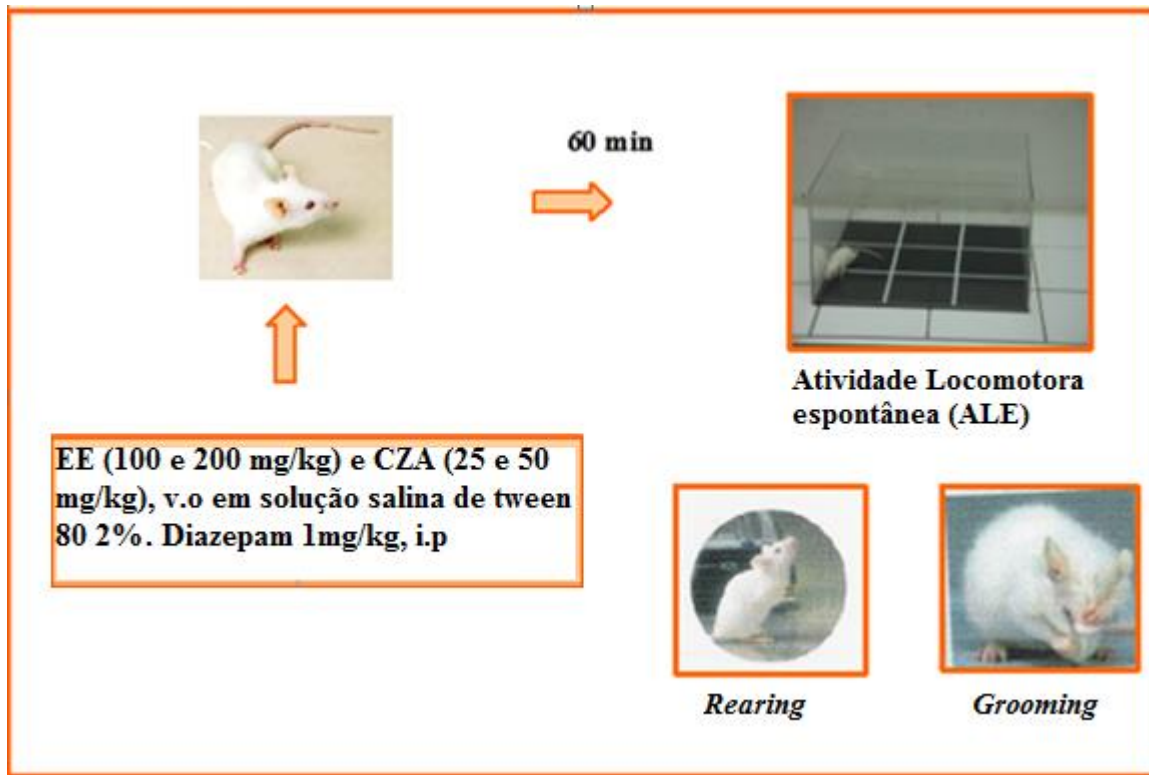 60 min
Atividade Locomotora
espontânea (ALE)
EE (100 e 200 mg/kg) e CZA (25 e 50
mg/kg), v.o em solução salina de tween
80 2%. Diazepam 1mg/kg, i.p
Rearing
Grooming